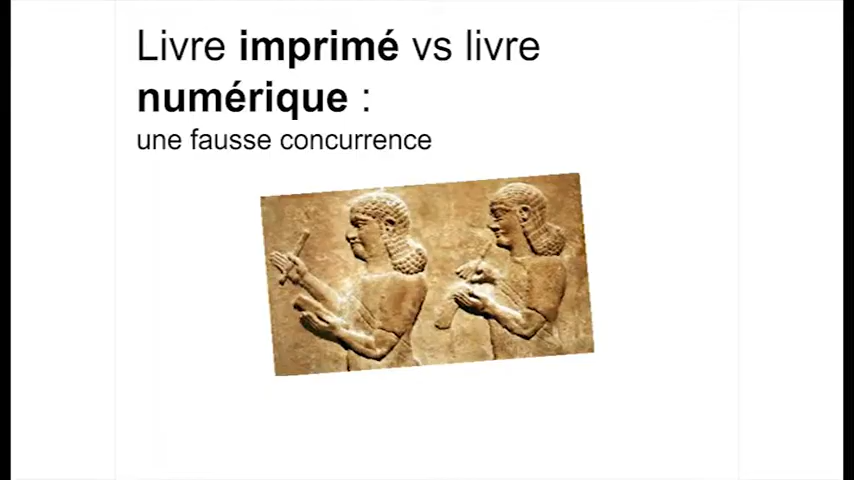 Livre imprimé vs livre
numérique :
une fausse concurrence